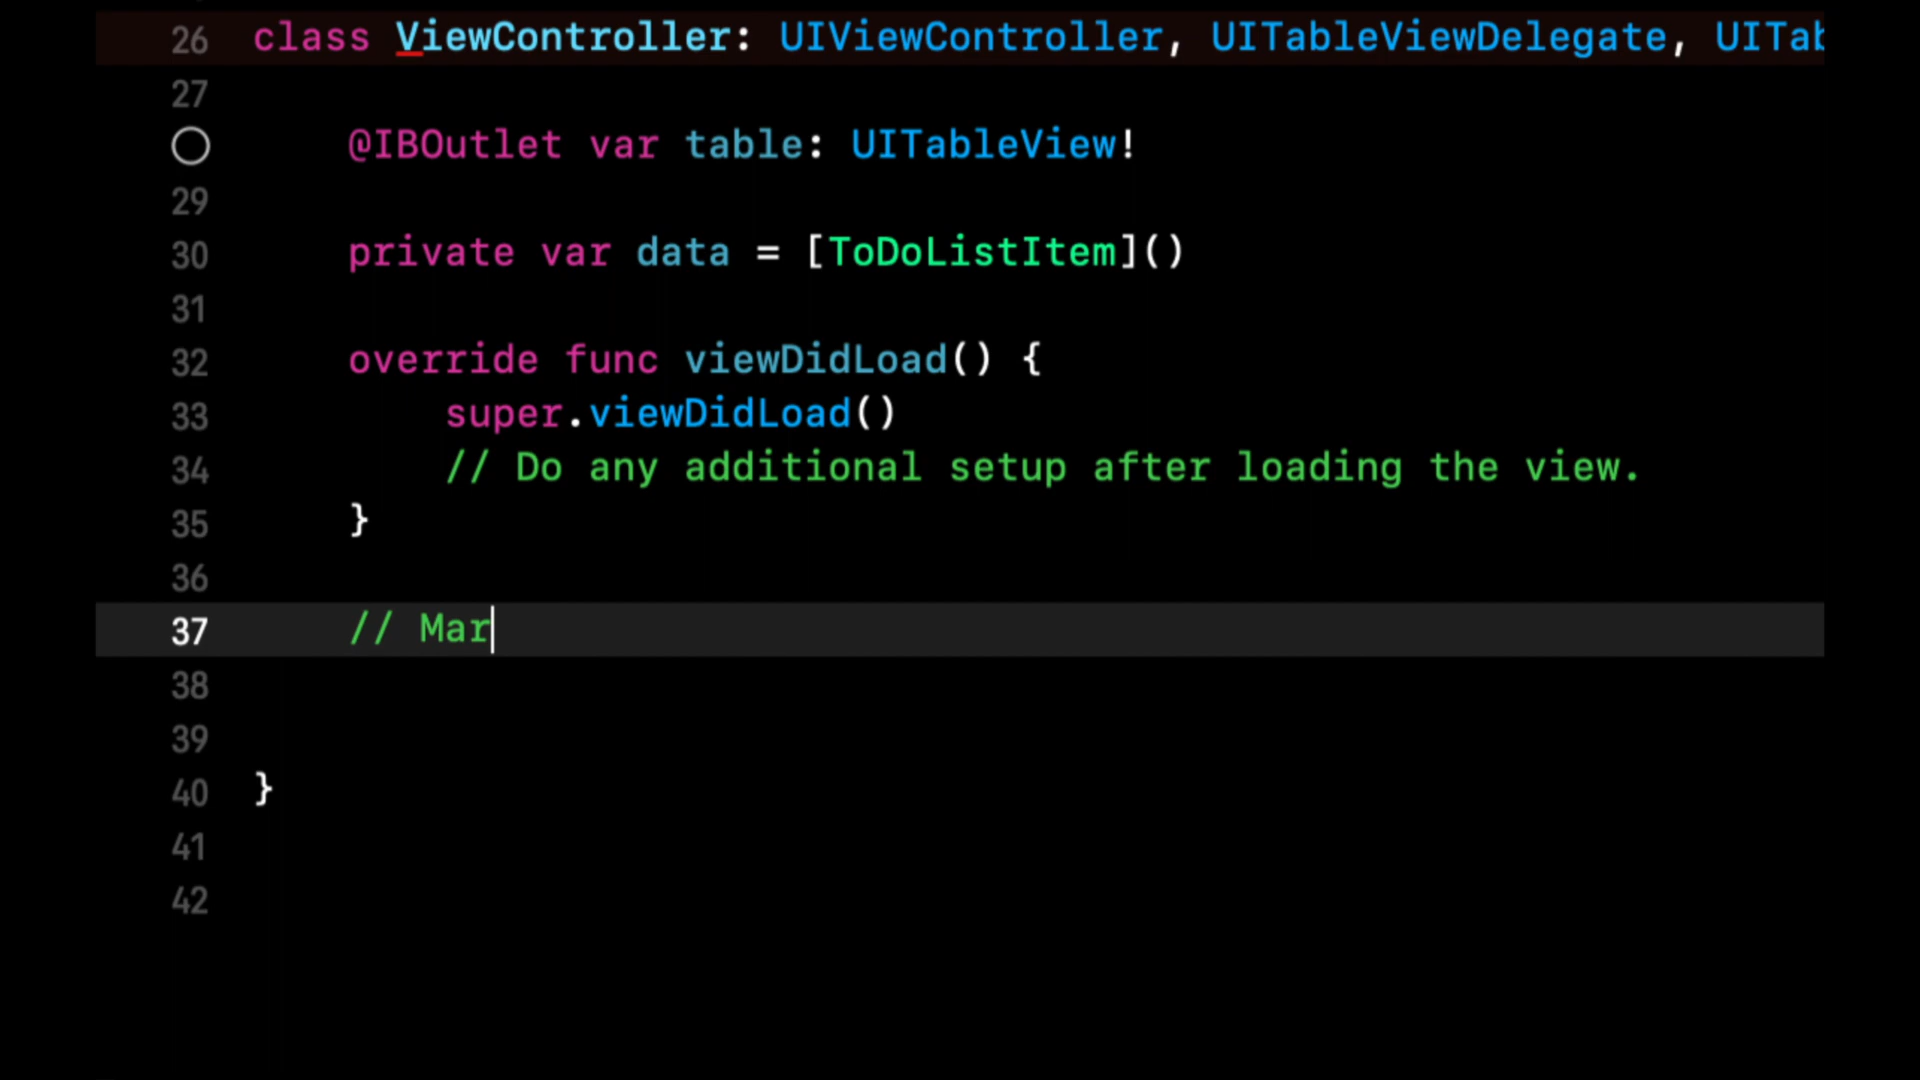 26 class ViewController: UIViewController, UITableViewDelegate, UITab
27
@IBOutlet var table: UITableView!
29
30 private var data = [ToDoListItem]()
31
32 override func viewDidLoad() {
33 super.viewDidLoad()
34 // Do any additional setup after loading the view.
35 }
36
37 // Mar
38
39
40 }
41
42